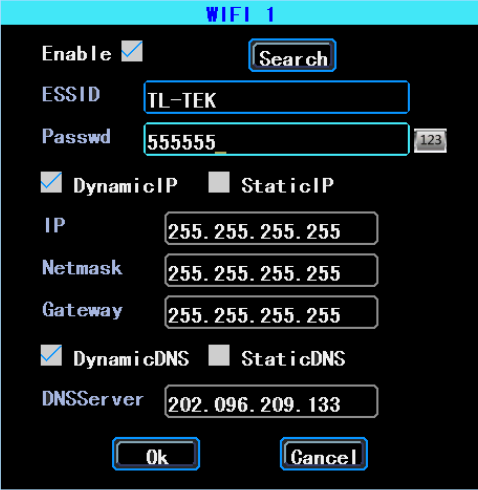 WIFI 1
Enable Search
ESSID TL-TEK
Passwd 555555_ 123
DynamicIP StaticIP
IP 255.255.255.255
Netmask 255.255.255.255
Gateway 255.255.255.255
DynamicDNS StaticDNS
DNSServer 202.096.209.133
Ok Cancel